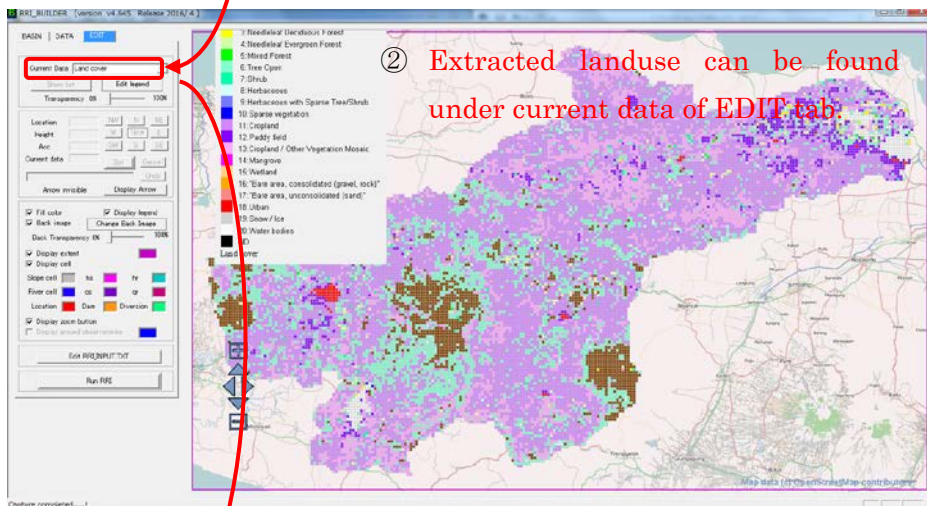 RRI_BUILDER (version v4.645 Release 2016/ 4 )
BASIN DATA EDIT
Current Data Land cover
Edit legend
Transparency 0% 100%
Location
Height
Acc
Current data
Arrow invisible Display Arrow
Fill color Display legend
Back image Change Back Image
Back Transparency 0% 100%
Display extent
Display cell
Slope cell hs hr
River cell qs qr
Location Dam Diversion
Display zoom button
Edit RRI_INPUT.TXT
Run RRI
3:Needleleaf Deciduous Forest
4:Needleleaf Evergreen Forest
5:Mixed Forest
6:Tree Open
7:Shrub
8:Herbaceous
9:Herbaceous with Sparse Tree/Shrub
10:Sparse vegetation
11:Cropland
12:Paddy field
13:Cropland / Other Vegetation Mosaic
14:Mangrove
15:Wetland
16:"Bare area, consolidated (gravel, rock)"
17:"Bare area, unconsolidated (sand)"
18:Urban
19:Snow / Ice
20:Water bodies
ND
Land cover
② Extracted landuse can be found
under current data of EDIT tab.
Map data (c) OpenStreetMap contributors